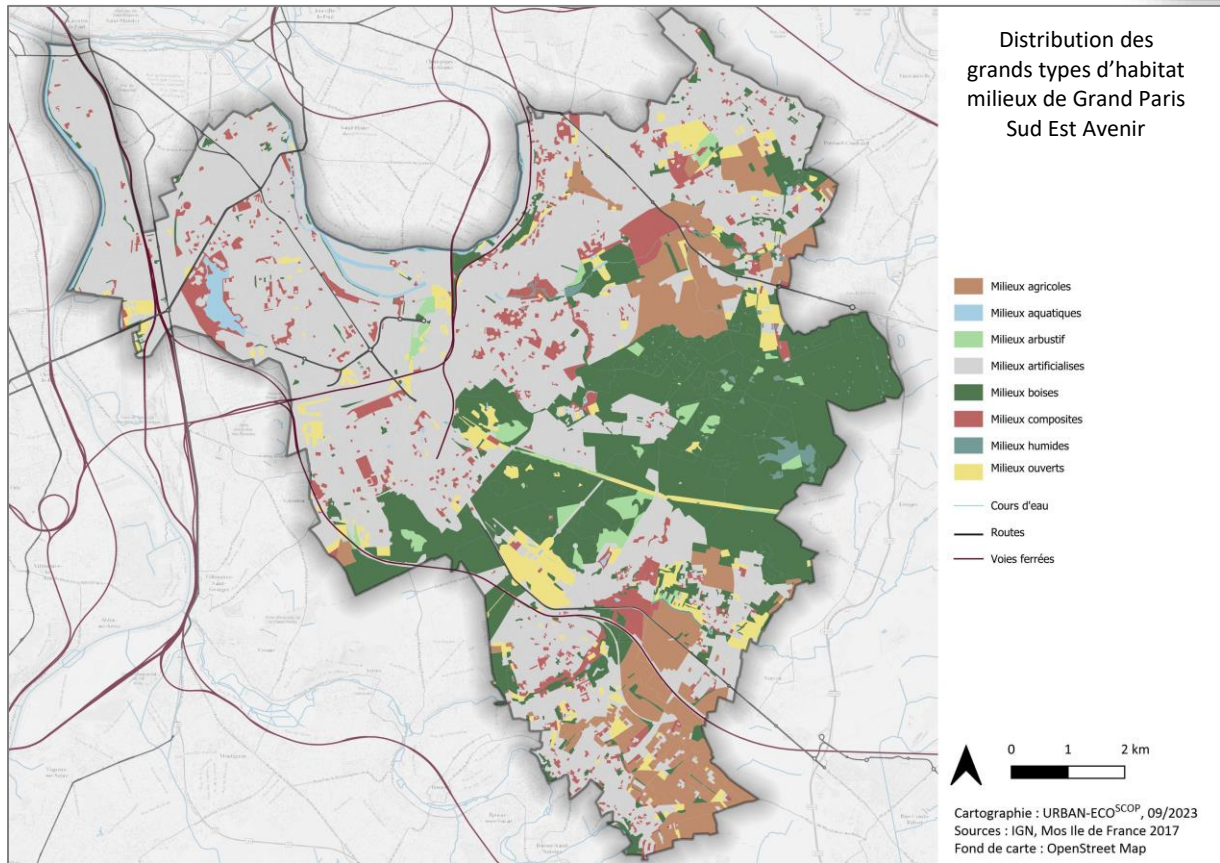 Distribution des
grands types d'habitat
milieux de Grand Paris
Sud Est Avenir
Milieux agricoles
Milieux aquatiques
Milieux arbustif
Milieux artificialises
Milieux boises
Milieux composites
Milieux humides
Milieux ouverts
Cours d'eau
Routes
Voies ferrées
0 1 2 km
Cartographie : URBAN-ECOSCOP, 09/2023
Sources : IGN, Mos Ile de France 2017
Fond de carte : OpenStreet Map